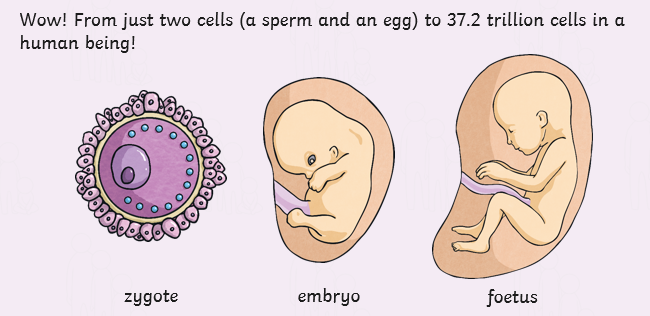 Wow! From just two cells (a sperm and an egg) to 37.2 trillion cells in a
human being!
zygote
embryo
foetus